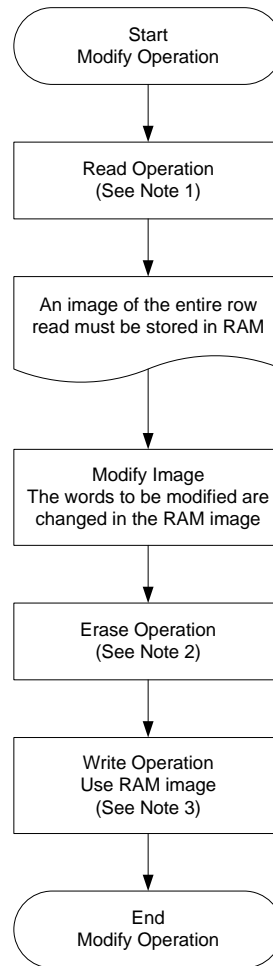 Start
Modify Operation
Read Operation
(See Note 1)
An image of the entire row
read must be stored in RAM
Modify Image
The words to be modified are
changed in the RAM image
Erase Operation
(See Note 2)
Write Operation
Use RAM image
(See Note 3)
End
Modify Operation